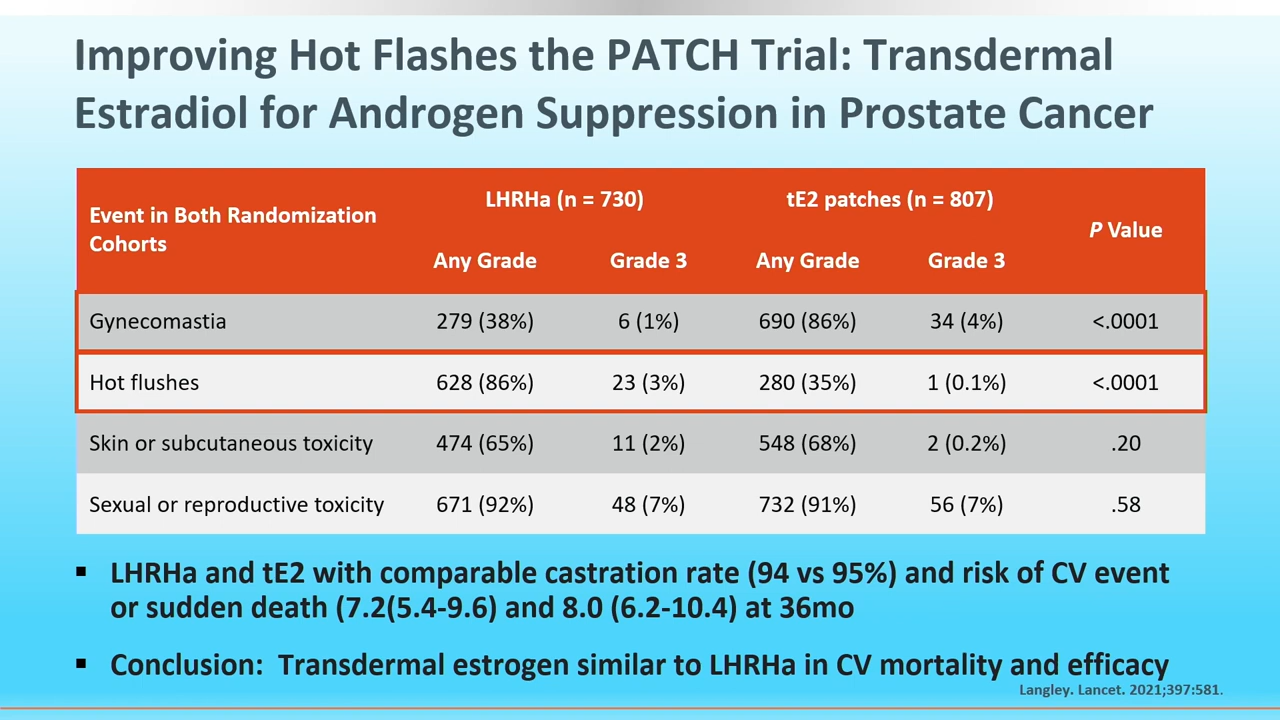 Improving Hot Flashes the PATCH Trial: Transdermal
Estradiol for Androgen Suppression in Prostate Cancer
Event in Both Randomization
Cohorts
LHRHa (n = 730)
tE2 patches (n = 807)
P Value
Any Grade
Grade 3
Any Grade
Grade 3
Gynecomastia 279 (38%) 6 (1%) 690 (86%) 34 (4%) <.0001
Hot flushes 628 (86%) 23 (3%) 280 (35%) 1 (0.1%) <.0001
Skin or subcutaneous toxicity 474 (65%) 11 (2%) 548 (68%) 2 (0.2%) .20
Sexual or reproductive toxicity 671 (92%) 48 (7%) 732 (91%) 56 (7%) .58
▪ LHRHa and tE2 with comparable castration rate (94 vs 95%) and risk of CV event
or sudden death (7.2(5.4-9.6) and 8.0 (6.2-10.4) at 36mo
▪ Conclusion: Transdermal estrogen similar to LHRHa in CV mortality and efficacy
Langley. Lancet. 2021;397:581.